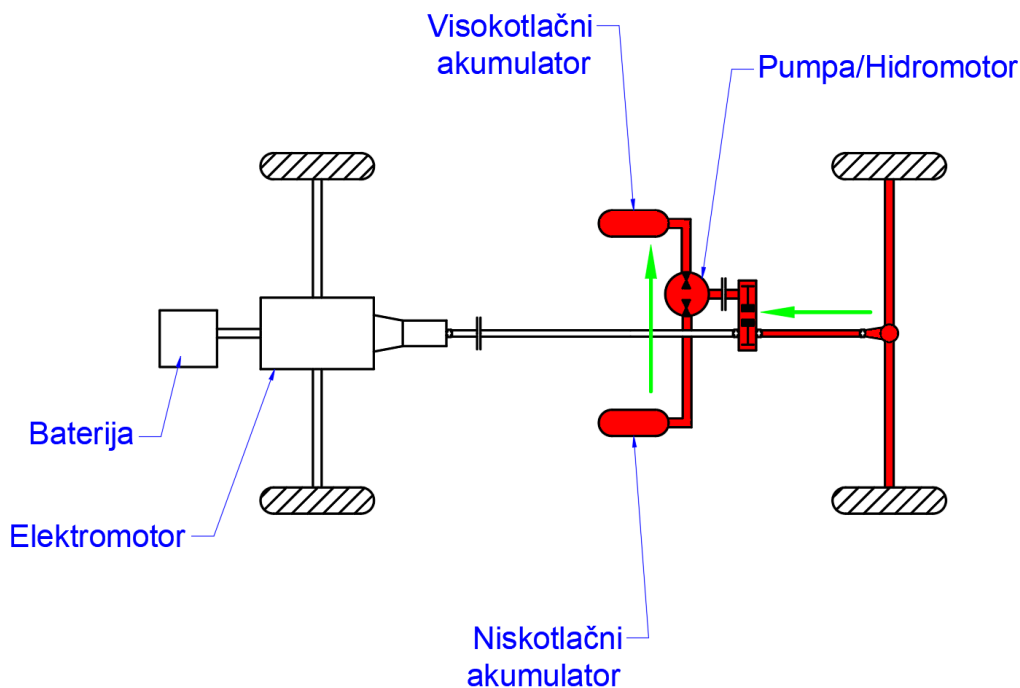 Visokotlačni
akumulator
Pumpa/Hidromotor
Baterija
Elektromotor
Niskotlačni
akumulator